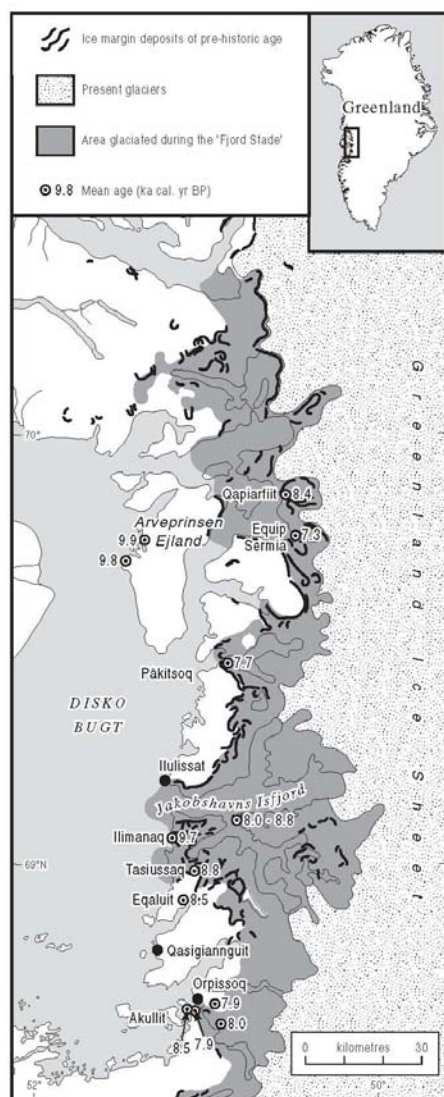 Ice margin deposits of pre-historic age
Present glaciers
Area glaciated during the 'Fjord Stade'
9.8 Mean age (ka cal. yr BP)
Greenland
70°
Qapiarfiit 8.4
Arveprinsen
Ejland
9.9
9.8
Equip
Sermia
7.3
Greenland Ice Sheet
7.7
Pâkitsoq
DISKO
BUGT
Ilulissat
Jakobshavns Isfjord
8.0 - 8.8
Ilimanaq 9.7
69°N
Tasiussaq 8.8
Eqaluit 8.5
Qasigiannguit
Orpissoq
7.9
Akullit
8.0
8.5 7.9
kilometres
0 30
52° 50°